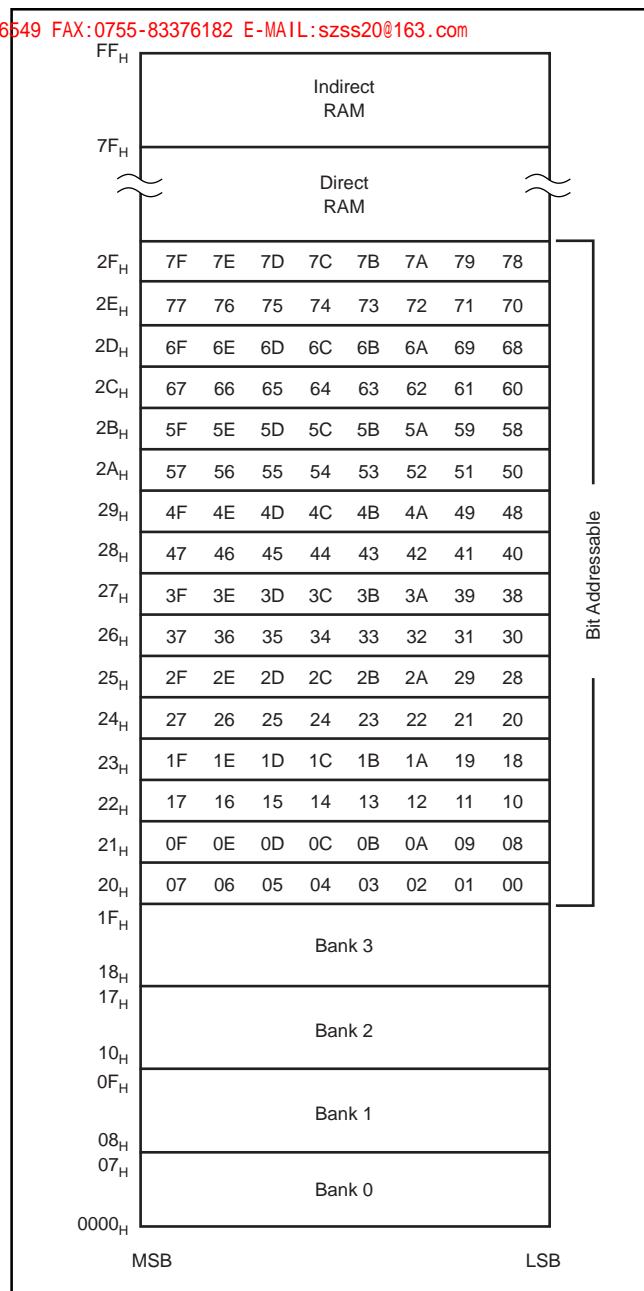 6549 FAX:0755-83376182 E-MAIL:szss20@163.com
FFH
Indirect
RAM
7FH
Direct
RAM
2FH 7F 7E 7D 7C 7B 7A 79 78
2EH 77 76 75 74 73 72 71 70
2DH 6F 6E 6D 6C 6B 6A 69 68
2CH 67 66 65 64 63 62 61 60
2BH 5F 5E 5D 5C 5B 5A 59 58
2AH 57 56 55 54 53 52 51 50
29H 4F 4E 4D 4C 4B 4A 49 48
28H 47 46 45 44 43 42 41 40
27H 3F 3E 3D 3C 3B 3A 39 38
26H 37 36 35 34 33 32 31 30
25H 2F 2E 2D 2C 2B 2A 29 28
24H 27 26 25 24 23 22 21 20
23H 1F 1E 1D 1C 1B 1A 19 18
22H 17 16 15 14 13 12 11 10
21H 0F 0E 0D 0C 0B 0A 09 08
20H 07 06 05 04 03 02 01 00
Bit Addressable
1FH
Bank 3
18H
17H
Bank 2
10H
0FH
Bank 1
08H
07H
Bank 0
0000H
MSB LSB